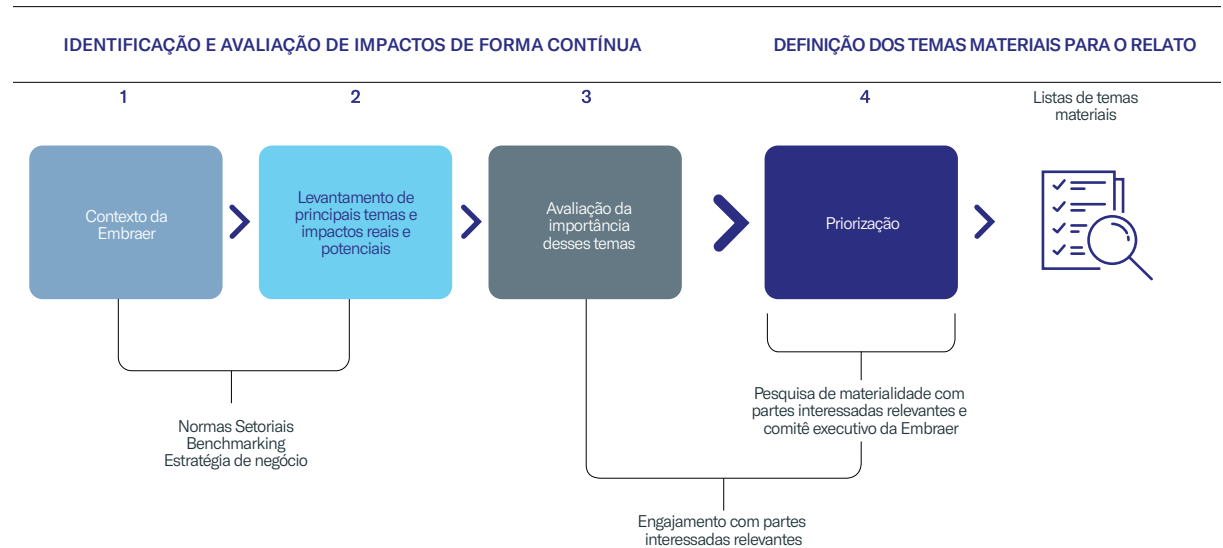 IDENTIFICAÇÃO E AVALIAÇÃO DE IMPACTOS DE FORMA CONTÍNUA
DEFINIÇÃO DOS TEMAS MATERIAIS PARA O RELATO
1
2
3
4
Listas de temas
materiais
Contexto da
Embraer
Levantamento de
principais temas e
impactos reais e
potenciais
Avaliação da
importância
desses temas
Priorização
Normas Setoriais
Benchmarking
Estratégia de negócio
Pesquisa de materialidade com
partes interessadas relevantes e
comitê executivo da Embraer
Engajamento com partes
interessadas relevantes